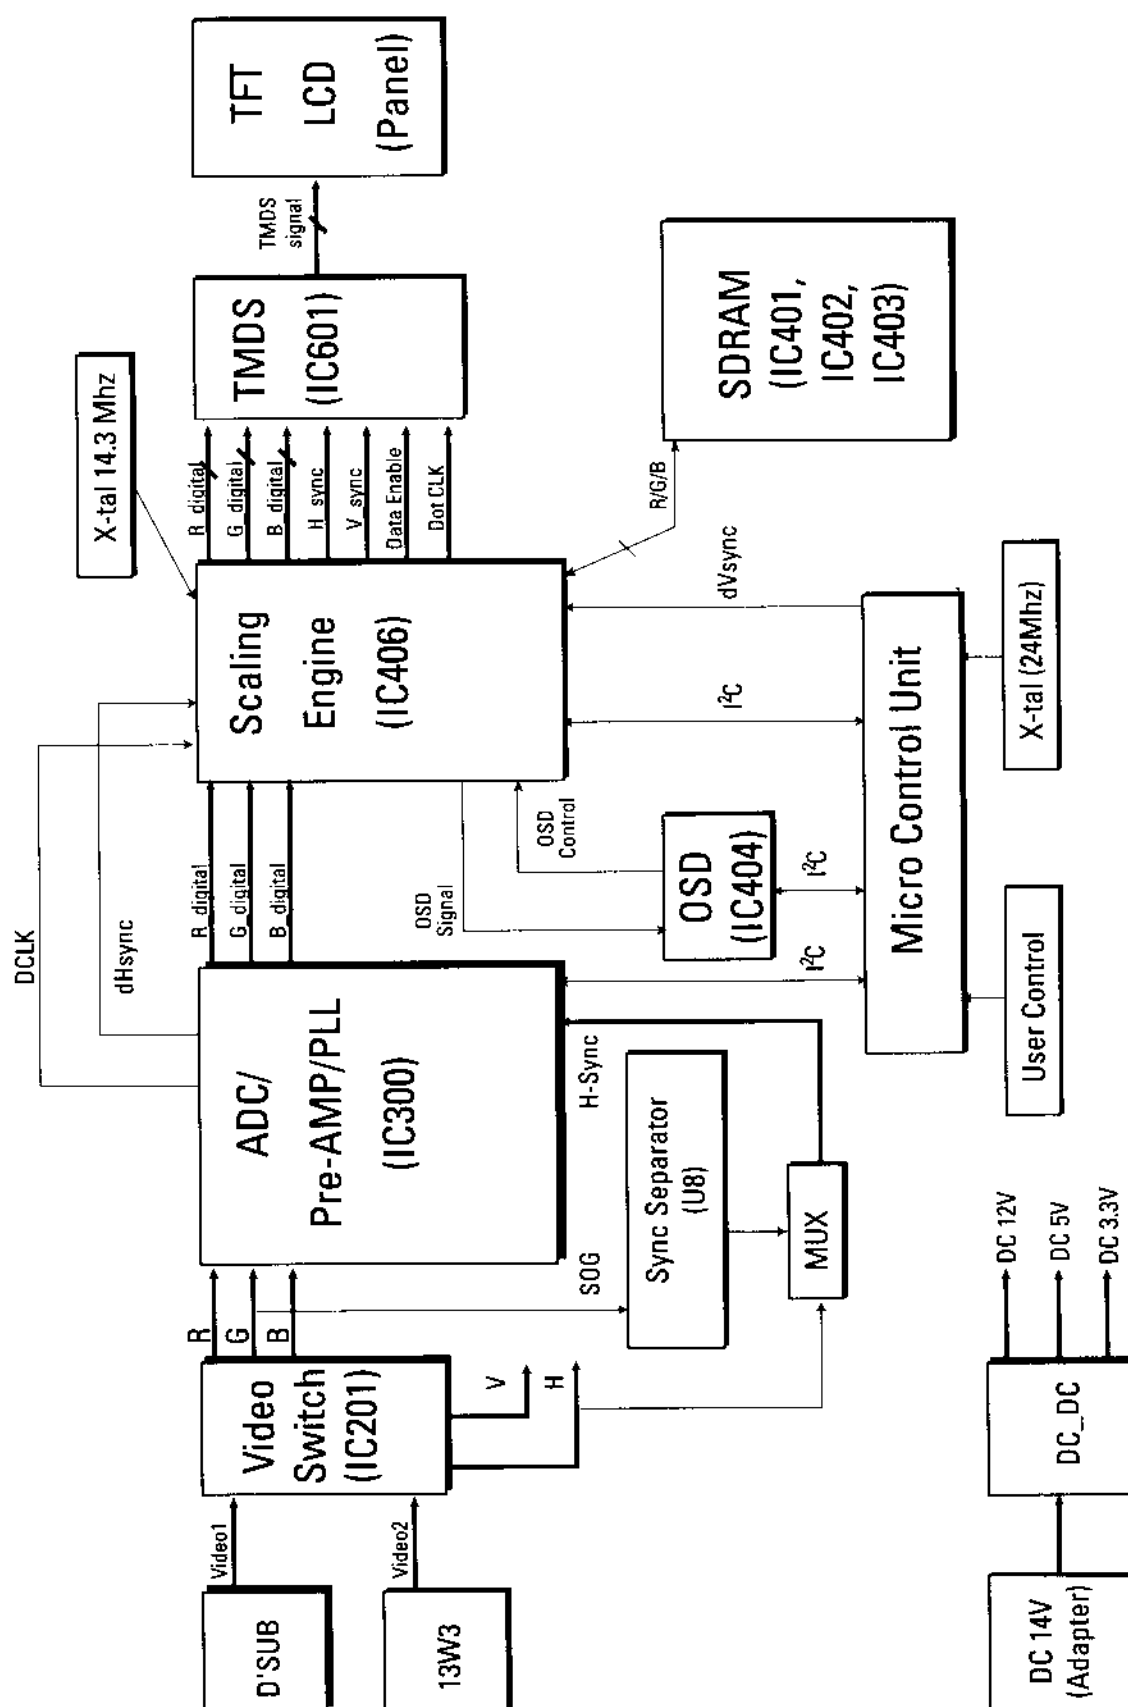 D'SUB
13W3
Video1
Video2
Video
Switch
(IC201)
R
G
B
V
H
SOG
ADC/
Pre-AMP/PLL
(IC300)
H-Sync
Sync Separator
(U8)
MUX
DCLK
dHsync
R_digital
G_digital
B_digital
OSD
Signal
OSD
Control
OSD
(IC404)
I²C
I²C
I²C
Scaling
Engine
(IC406)
X-tal 14.3 Mhz
R_digital
G_digital
B_digital
H_sync
V_sync
Data Enable
Dot CLK
R/G/B
dVsync
TMDS
(IC601)
TMDS
signal
TFT
LCD
(Panel)
SDRAM
(IC401,
IC402,
IC403)
Micro Control Unit
User Control
X-tal (24Mhz)
DC 14V
(Adapter)
DC_DC
DC 12V
DC 5V
DC 3.3V